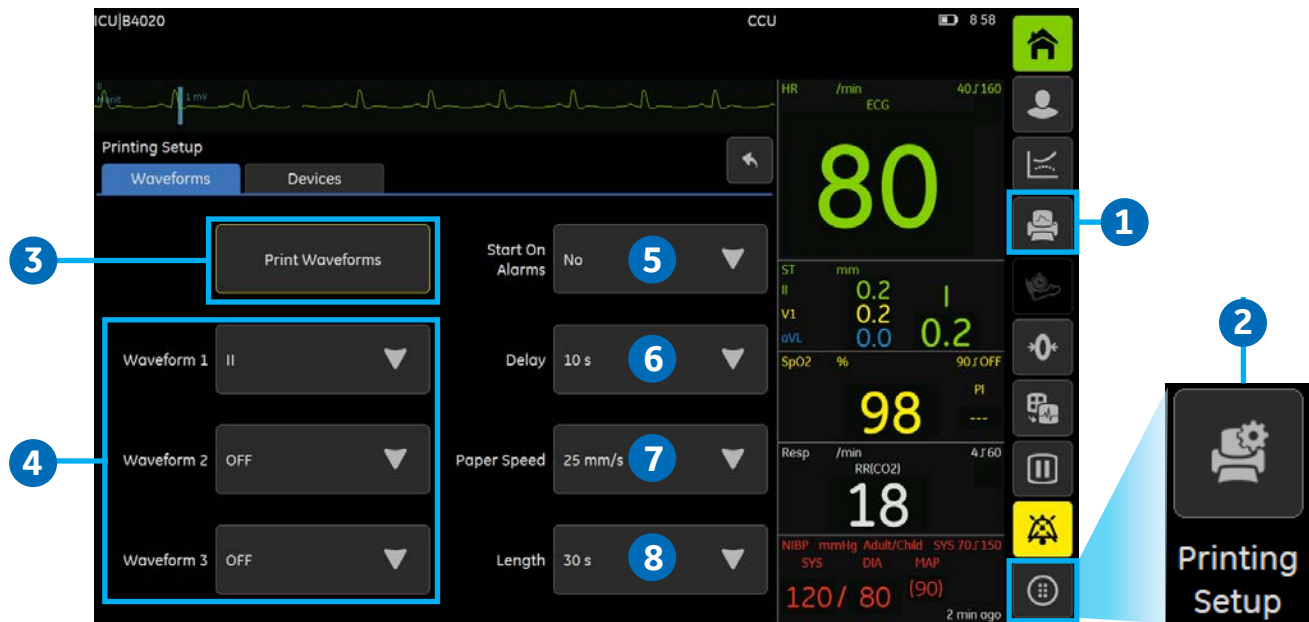 ICU|B4020 CCU 8 58
II
Monit 1 mV
Printing Setup
Waveforms Devices
3
Print Waveforms
Start On
Alarms
No 5
4
Waveform 1 II
Delay 10 s 6
Waveform 2 OFF
Paper Speed 25 mm/s 7
Waveform 3 OFF
Length 30 s 8
HR /min 40 160
ECG
80
ST mm
II 0.2 I
V1 0.2
aVL 0.0 0.2
SpO2 % 90 OFF
PI
98 ---
Resp /min 4 60
RR(CO2)
18
NIBP mmHg Adult/Child SYS 70 150
SYS DIA MAP
120/ 80 (90)
2 min ago
1
0
2
Printing
Setup